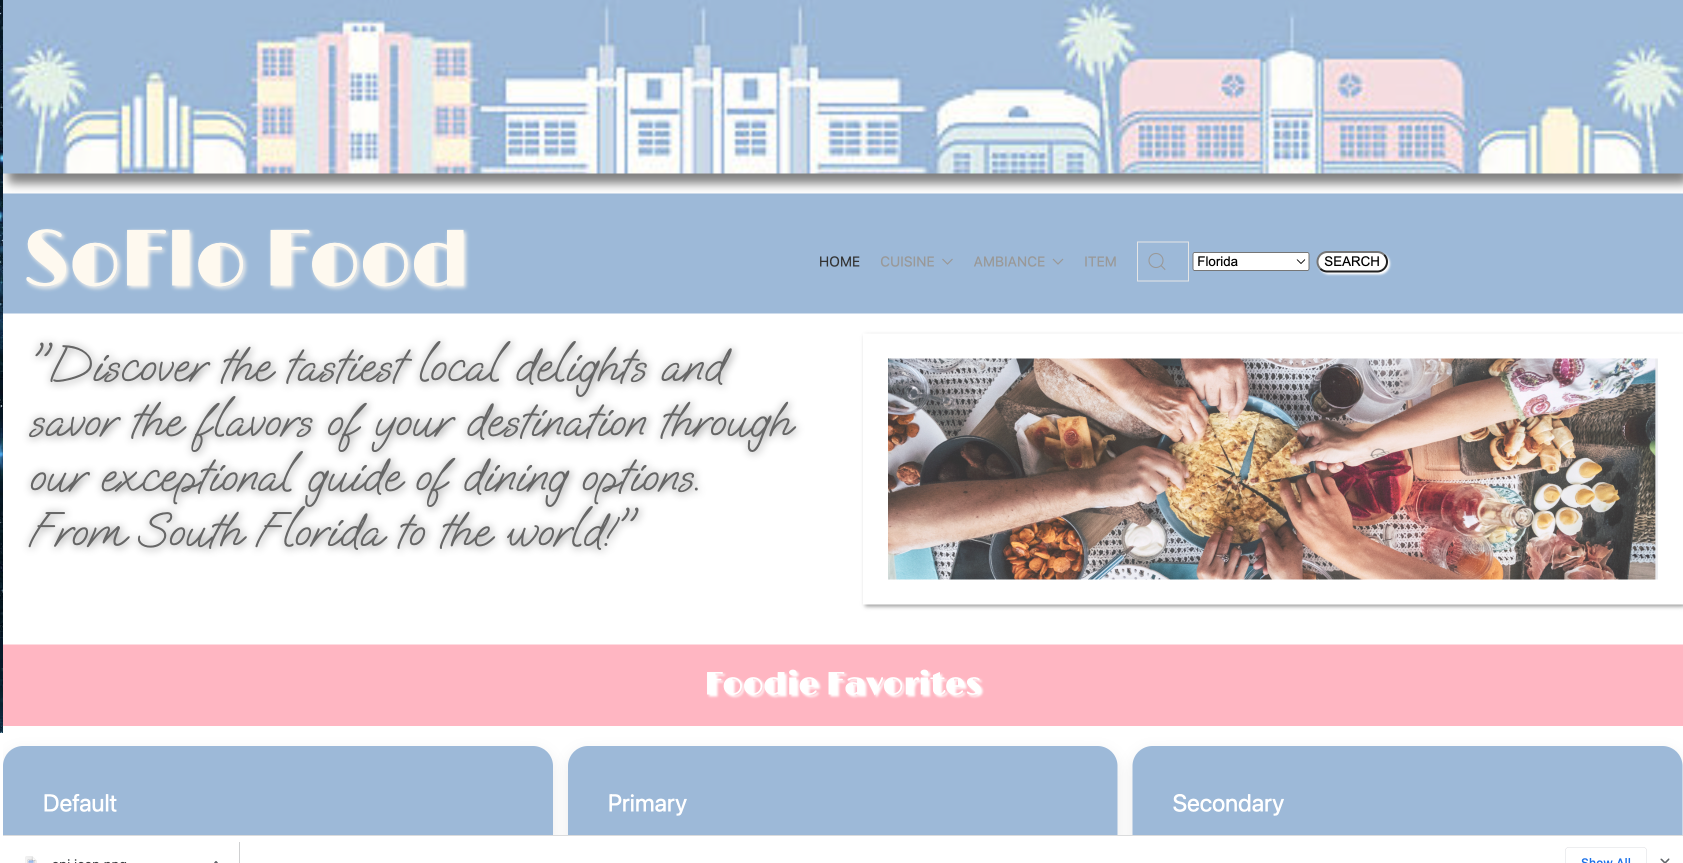 SoFlo Food
HOME CUISINE AMBIANCE ITEM Florida SEARCH
"Discover the tastiest local delights and
savor the flavors of your destination through
our exceptional guide of dining options.
From South Florida to the world!"
Foodie Favorites
Default Primary Secondary
Show All